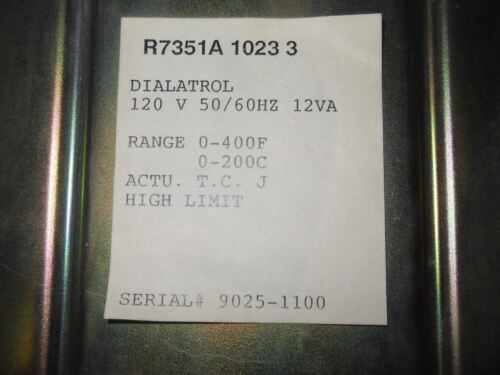 R7351A 1023 3
DIALATROL
120 V 50/60HZ 12VA
RANGE 0-400F
0-200C
ACTU. T.C. J
HIGH LIMIT
SERIAL# 9025-1100